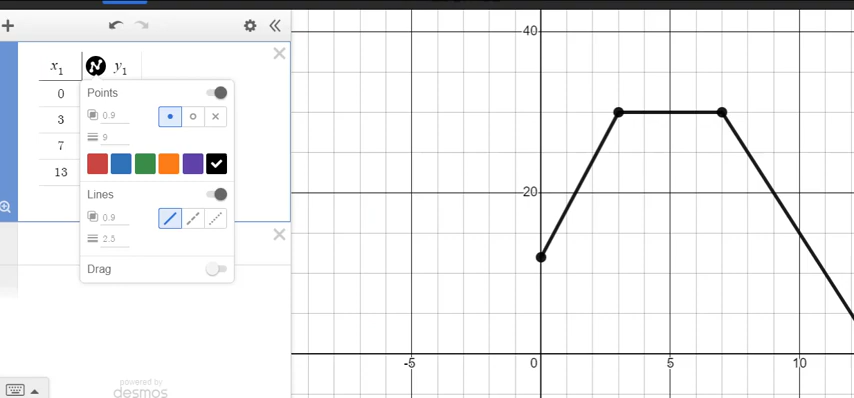 x₁ y₁
0
3
7
13
Points
0.9
9
Lines
0.9
2.5
Drag
powered by
desmos
40
20
-5 0 5 10